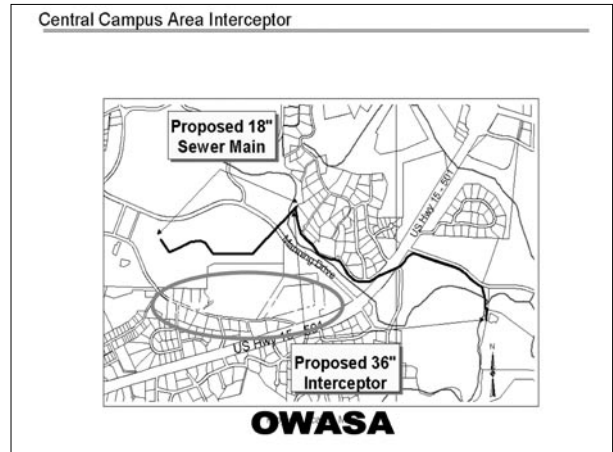 Central Campus Area Interceptor
Proposed 18"
Sewer Main
US Hwy 15 - 501
Manning Drive
US Hwy 15 - 501
Proposed 36"
Interceptor
N
OWASA